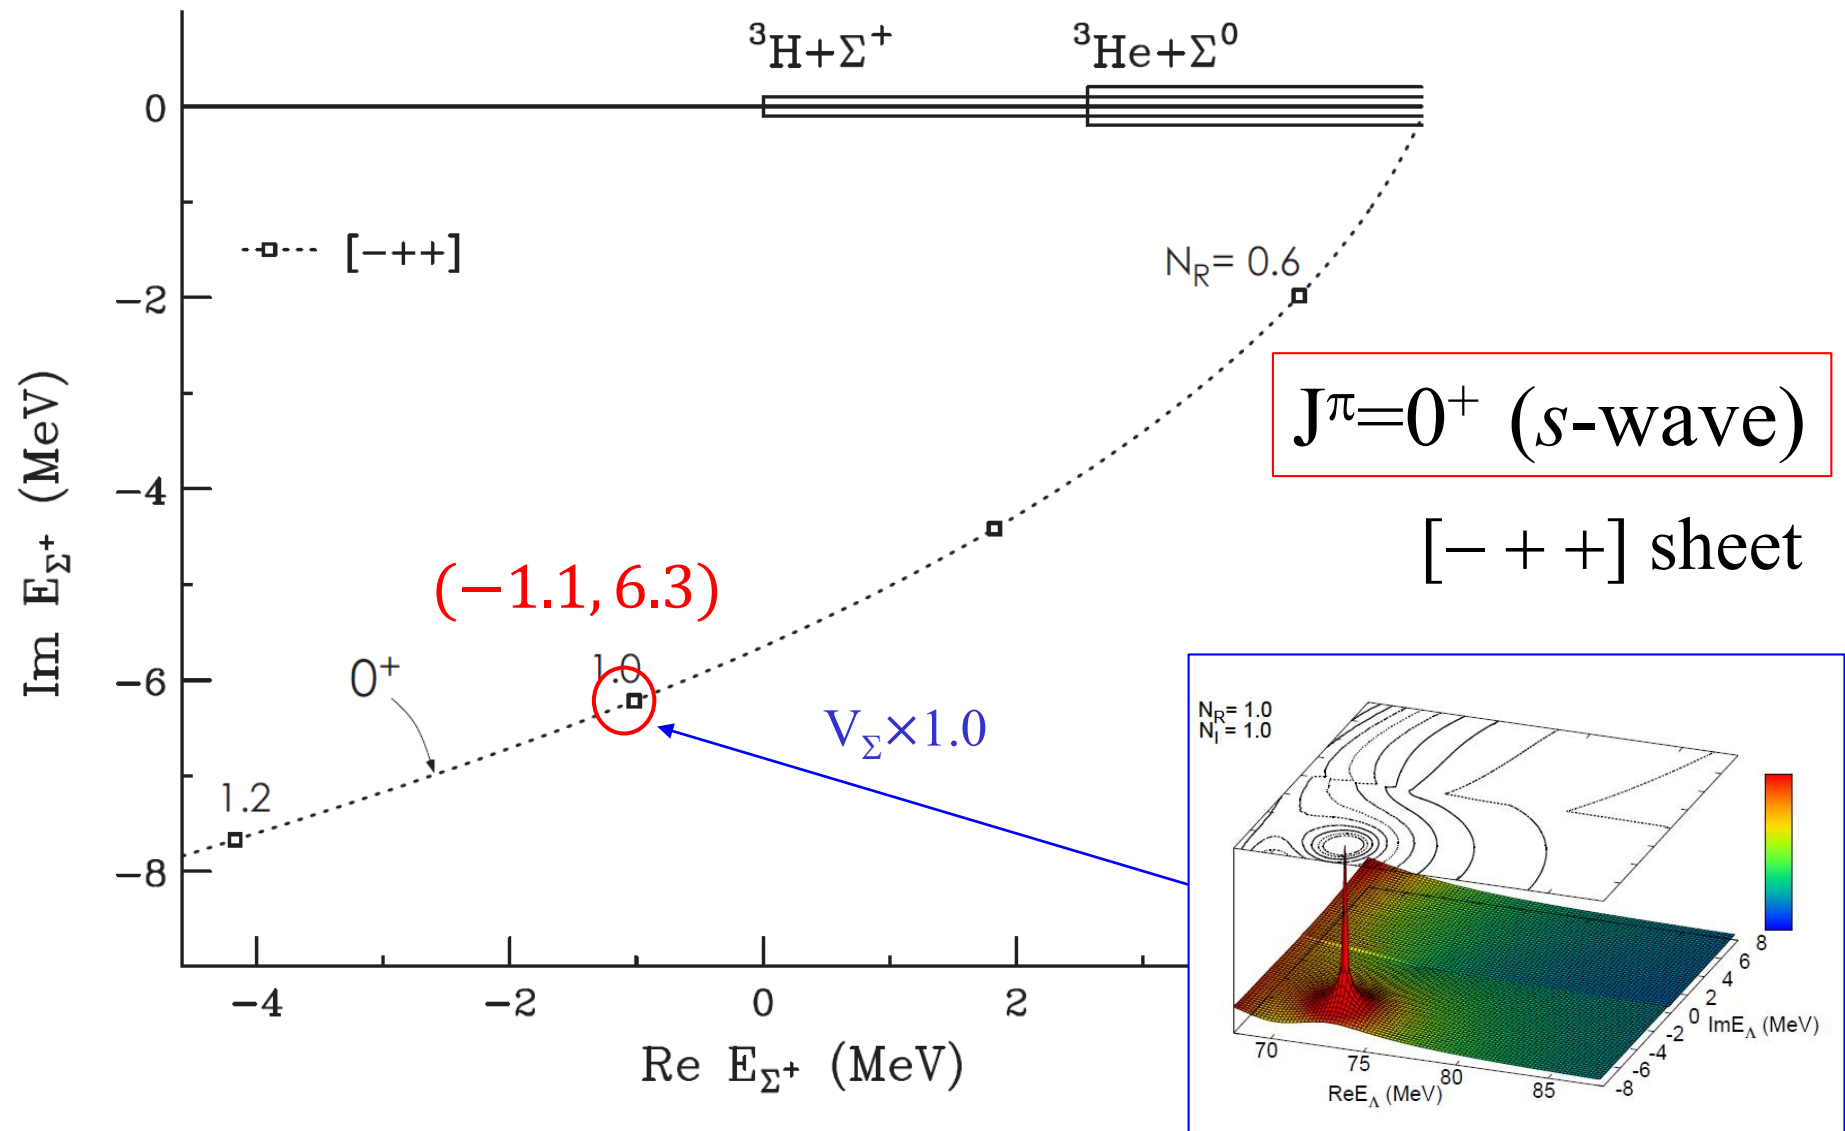 ³H+Σ⁺
³He+Σ⁰
0
[−++]
N_R= 0.6
−2
J^π=0⁺ (s-wave)
−4
[− + +] sheet
(−1.1, 6.3)
1.0
0⁺
−6
V_Σ×1.0
1.2
−8
Im E_Σ⁺ (MeV)
−4
−2
0
2
Re E_Σ⁺ (MeV)
N_R= 1.0
N_I = 1.0
8
6
4
2
0
-2
-4
-6
-8
ImE_Λ (MeV)
70
75
80
85
ReE_Λ (MeV)